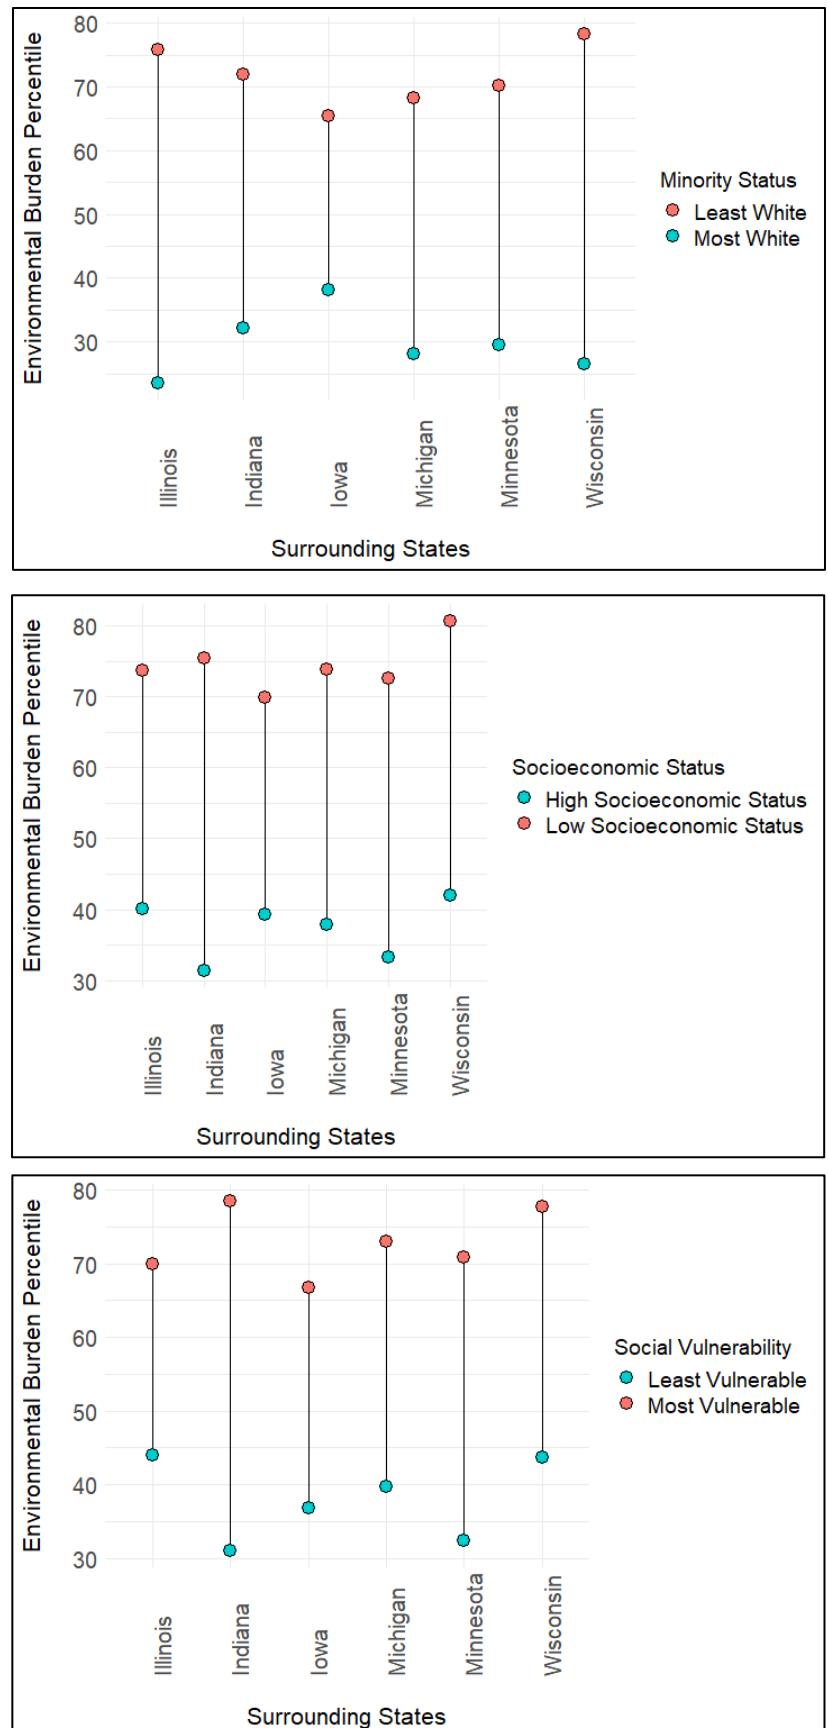 Environmental Burden Percentile
80
70
60
50
40
30
Illinois
Indiana
Iowa
Michigan
Minnesota
Wisconsin
Surrounding States
Minority Status
Least White
Most White
Environmental Burden Percentile
80
70
60
50
40
30
Illinois
Indiana
Iowa
Michigan
Minnesota
Wisconsin
Surrounding States
Socioeconomic Status
High Socioeconomic Status
Low Socioeconomic Status
Environmental Burden Percentile
80
70
60
50
40
30
Illinois
Indiana
Iowa
Michigan
Minnesota
Wisconsin
Surrounding States
Social Vulnerability
Least Vulnerable
Most Vulnerable